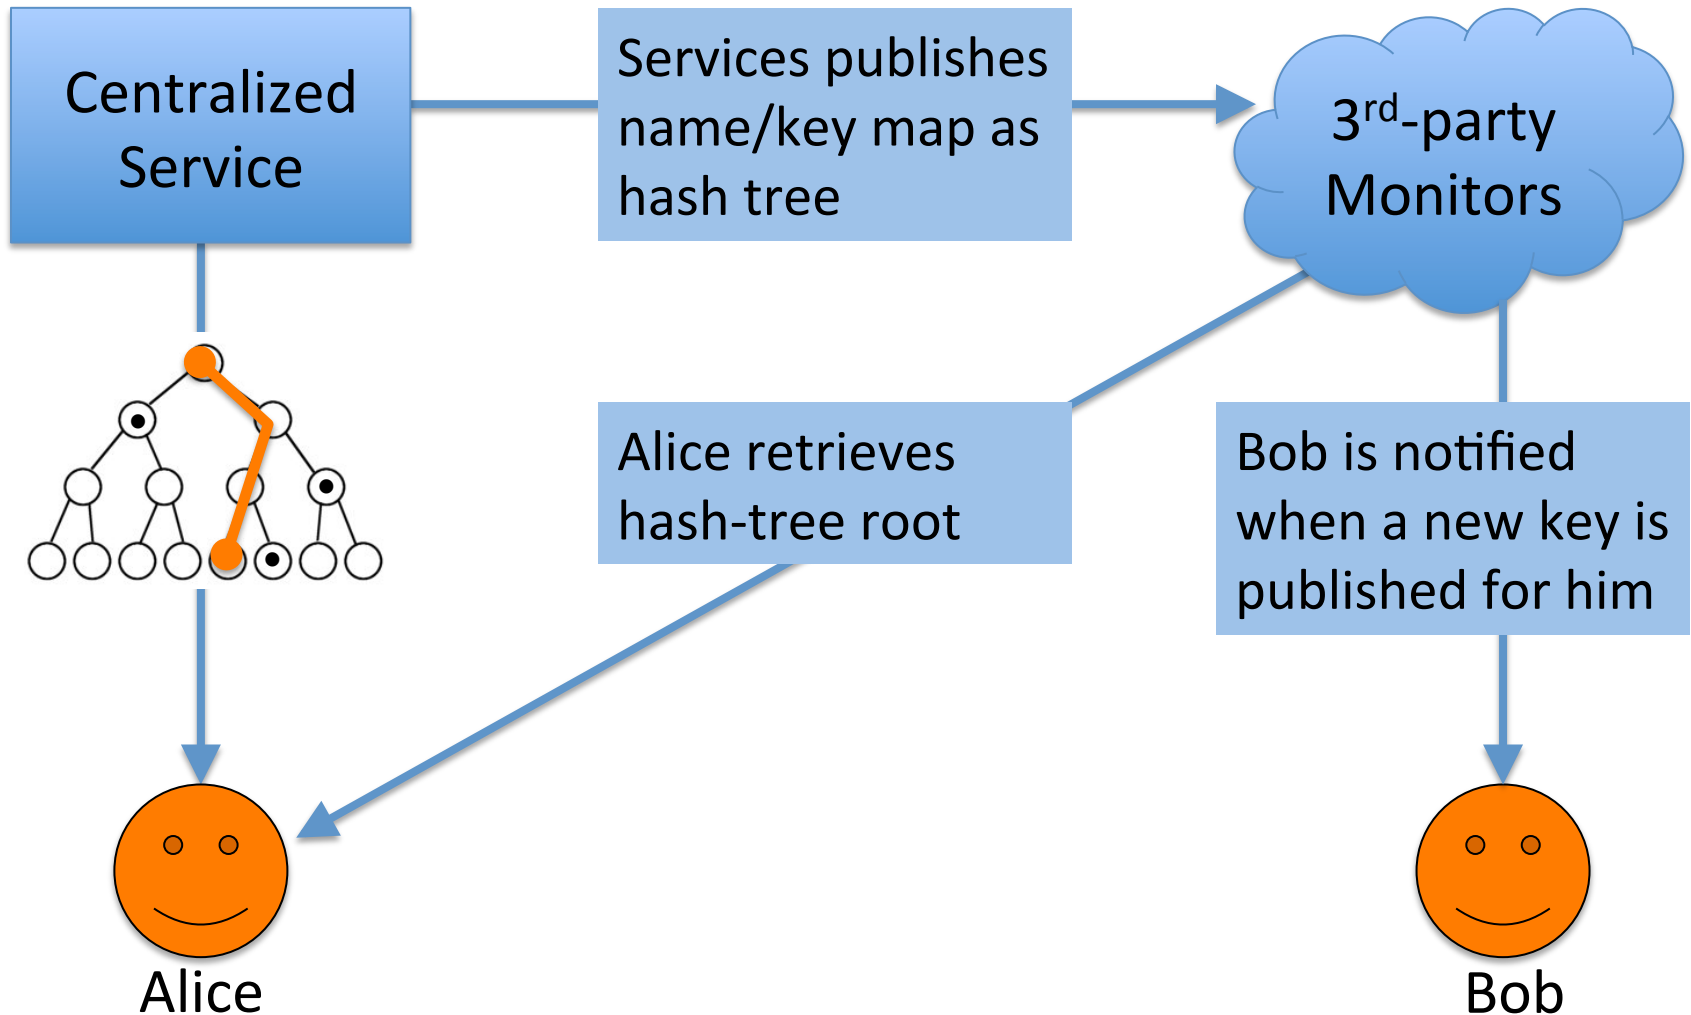 Centralized
Service
Services publishes
name/key map as
hash tree
3rd-party
Monitors
Alice retrieves
hash-tree root
Bob is notified
when a new key is
published for him
Alice
Bob